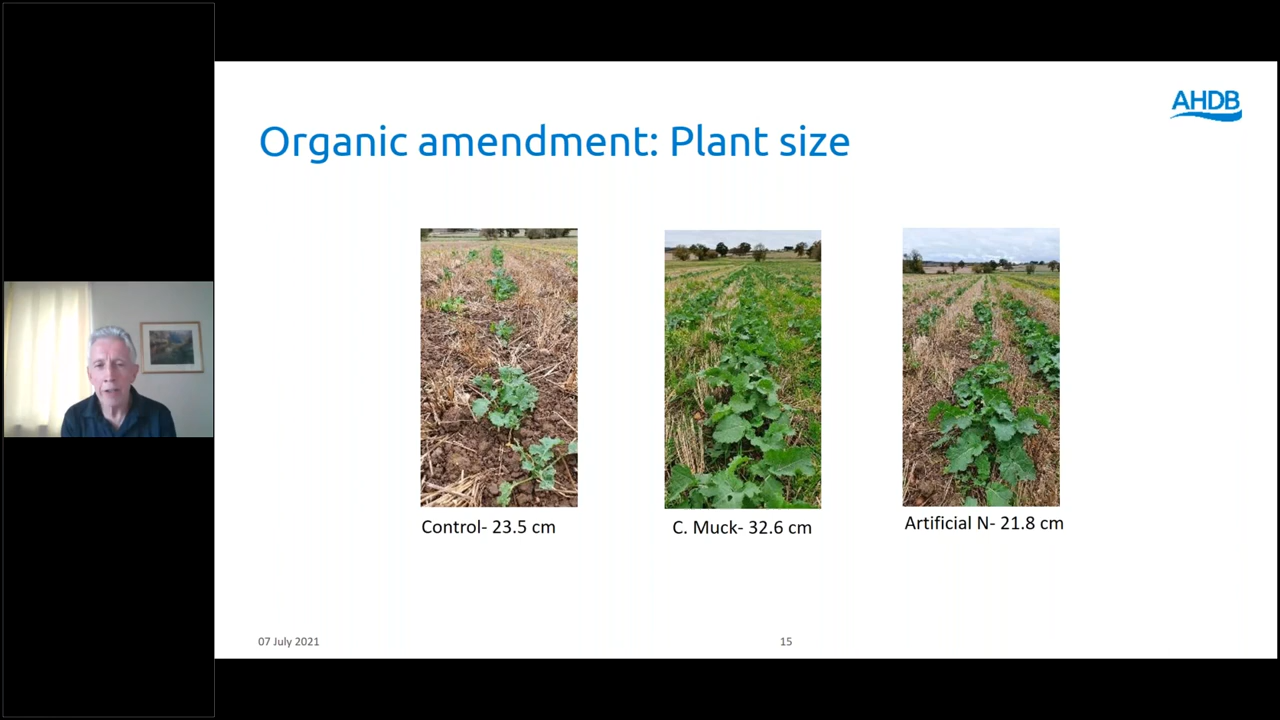 AHDB
Organic amendment: Plant size
Control- 23.5 cm
C. Muck- 32.6 cm
Artificial N- 21.8 cm
07 July 2021
15